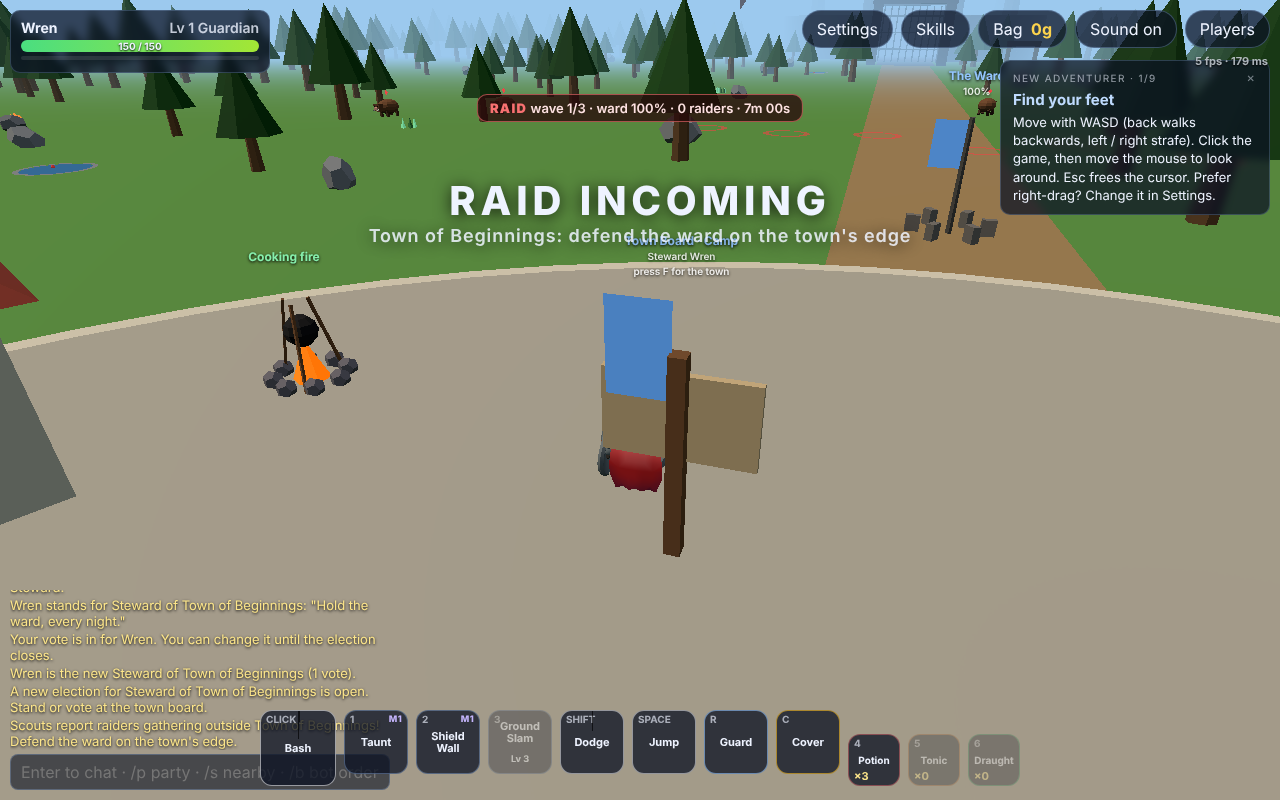 Wren
Lv 1 Guardian
150 / 150
Settings
Skills
Bag 0g
Sound on
Players
5 fps · 179 ms
RAID wave 1/3 · ward 100% · 0 raiders · 7m 00s
The Ward
100%
NEW ADVENTURER · 1/9
×
Find your feet
Move with WASD (back walks
backwards, left / right strafe). Click the
game, then move the mouse to look
around. Esc frees the cursor. Prefer
right-drag? Change it in Settings.
RAID INCOMING
Town of Beginnings: defend the ward on the town's edge
Town Board · Camp
Steward Wren
press F for the town
Cooking fire
Steward.
Wren stands for Steward of Town of Beginnings: "Hold the
ward, every night."
Your vote is in for Wren. You can change it until the election
closes.
Wren is the new Steward of Town of Beginnings (1 vote).
A new election for Steward of Town of Beginnings is open.
Stand or vote at the town board.
Scouts report raiders gathering outside Town of Beginnings!
Defend the ward on the town's edge.
Enter to chat · /p party · /s nearby · /b bot order
CLICK
Bash
1
M1
Taunt
2
M1
Shield
Wall
3
Ground
Slam
Lv 3
SHIFT
Dodge
SPACE
Jump
R
Guard
C
Cover
4
Potion
×3
5
Tonic
×0
6
Draught
×0